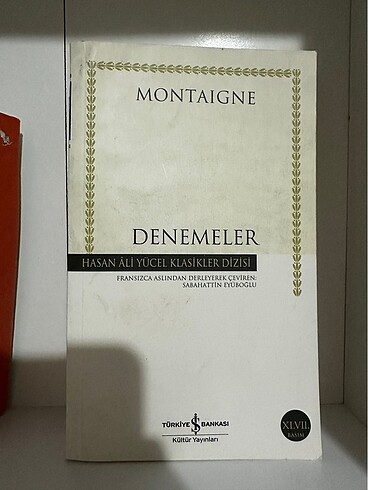 MONTAIGNE
DENEMELER
HASAN ÂLİ YÜCEL KLASİKLER DİZİSİ
FRANSIZCA ASLINDAN DERLEYEREK ÇEVİREN:
SABAHATTİN EYÜBOĞLU
TÜRKİYE İŞ BANKASI
Kültür Yayınları
XLVII.
BASIM